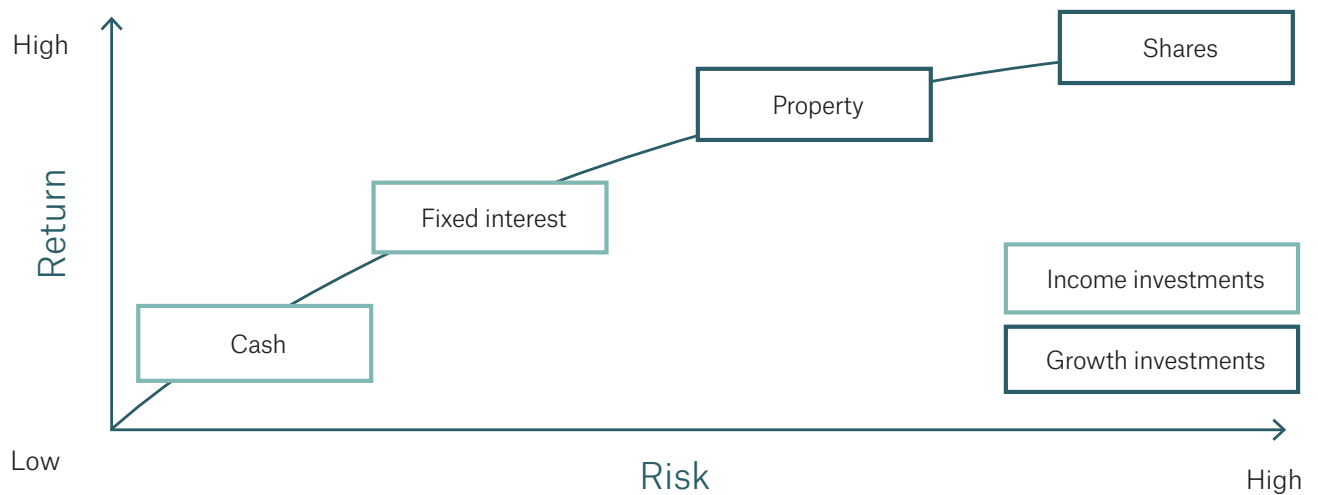 High
Shares
Property
Return
Fixed interest
Income investments
Cash
Growth investments
Low
Risk
High